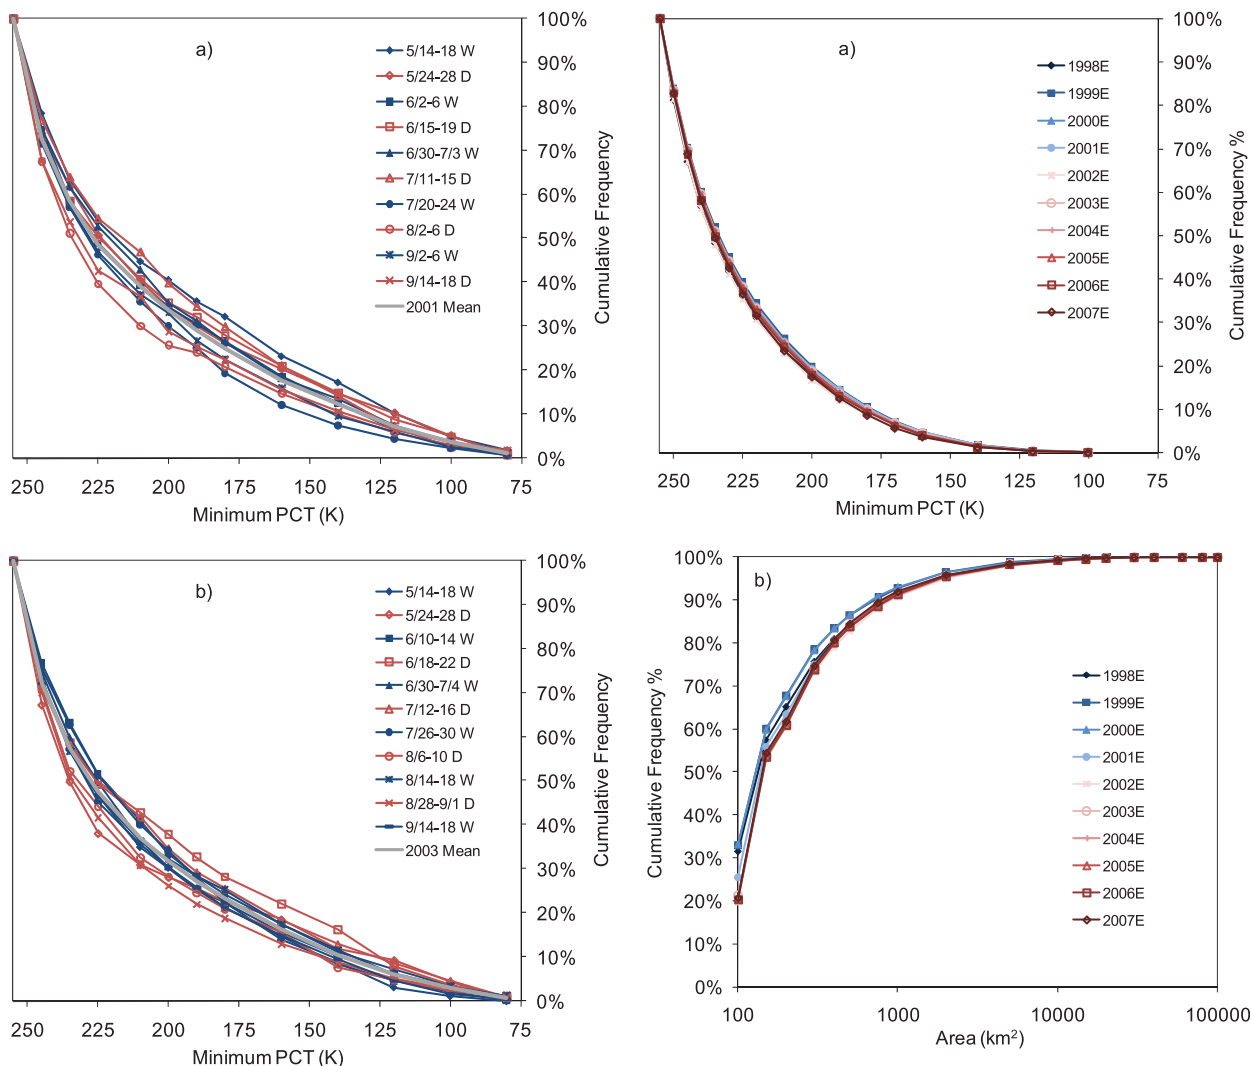 a)
5/14-18 W
5/24-28 D
6/2-6 W
6/15-19 D
6/30-7/3 W
7/11-15 D
7/20-24 W
8/2-6 D
9/2-6 W
9/14-18 D
2001 Mean
100%
90%
80%
70%
60%
50%
40%
30%
20%
10%
0%
Cumulative Frequency
250 225 200 175 150 125 100 75
Minimum PCT (K)
a)
1998E
1999E
2000E
2001E
2002E
2003E
2004E
2005E
2006E
2007E
100%
90%
80%
70%
60%
50%
40%
30%
20%
10%
0%
Cumulative %
250 225 200 175 150 125 100 75
Minimum PCT (K)
b)
5/14-18 W
5/24-28 D
6/10-14 W
6/18-22 D
6/30-7/4 W
7/12-16 D
7/26-30 W
8/6-10 D
8/14-18 W
8/28-9/1 D
9/14-18 W
2003 Mean
100%
90%
80%
70%
60%
50%
40%
30%
20%
10%
0%
Cumulative Frequency
250 225 200 175 150 125 100 75
Minimum PCT (K)
b)
100%
90%
80%
70%
60%
50%
40%
30%
20%
10%
0%
Cumulative Frequency %
1998E
1999E
2000E
2001E
2002E
2003E
2004E
2005E
2006E
2007E
100 1000 10000 100000
Area (km²)